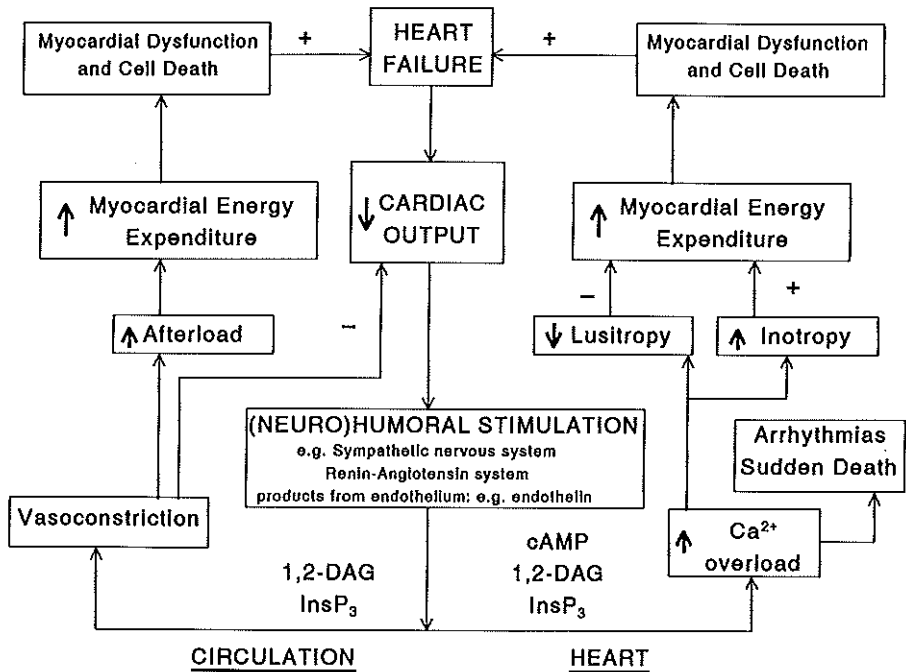 Myocardial Dysfunction
and Cell Death
+
HEART
FAILURE
+
Myocardial Dysfunction
and Cell Death
↑ Myocardial Energy
Expenditure
↓ CARDIAC
OUTPUT
↑ Myocardial Energy
Expenditure
↑ Afterload
–
–
+
↓ Lusitropy
↑ Inotropy
(NEURO)HUMORAL STIMULATION
e.g. Sympathetic nervous system
Renin-Angiotensin system
products from endothelium: e.g. endothelin
Arrhythmias
Sudden Death
Vasoconstriction
↑ Ca²⁺
overload
1,2-DAG
InsP₃
cAMP
1,2-DAG
InsP₃
CIRCULATION
HEART